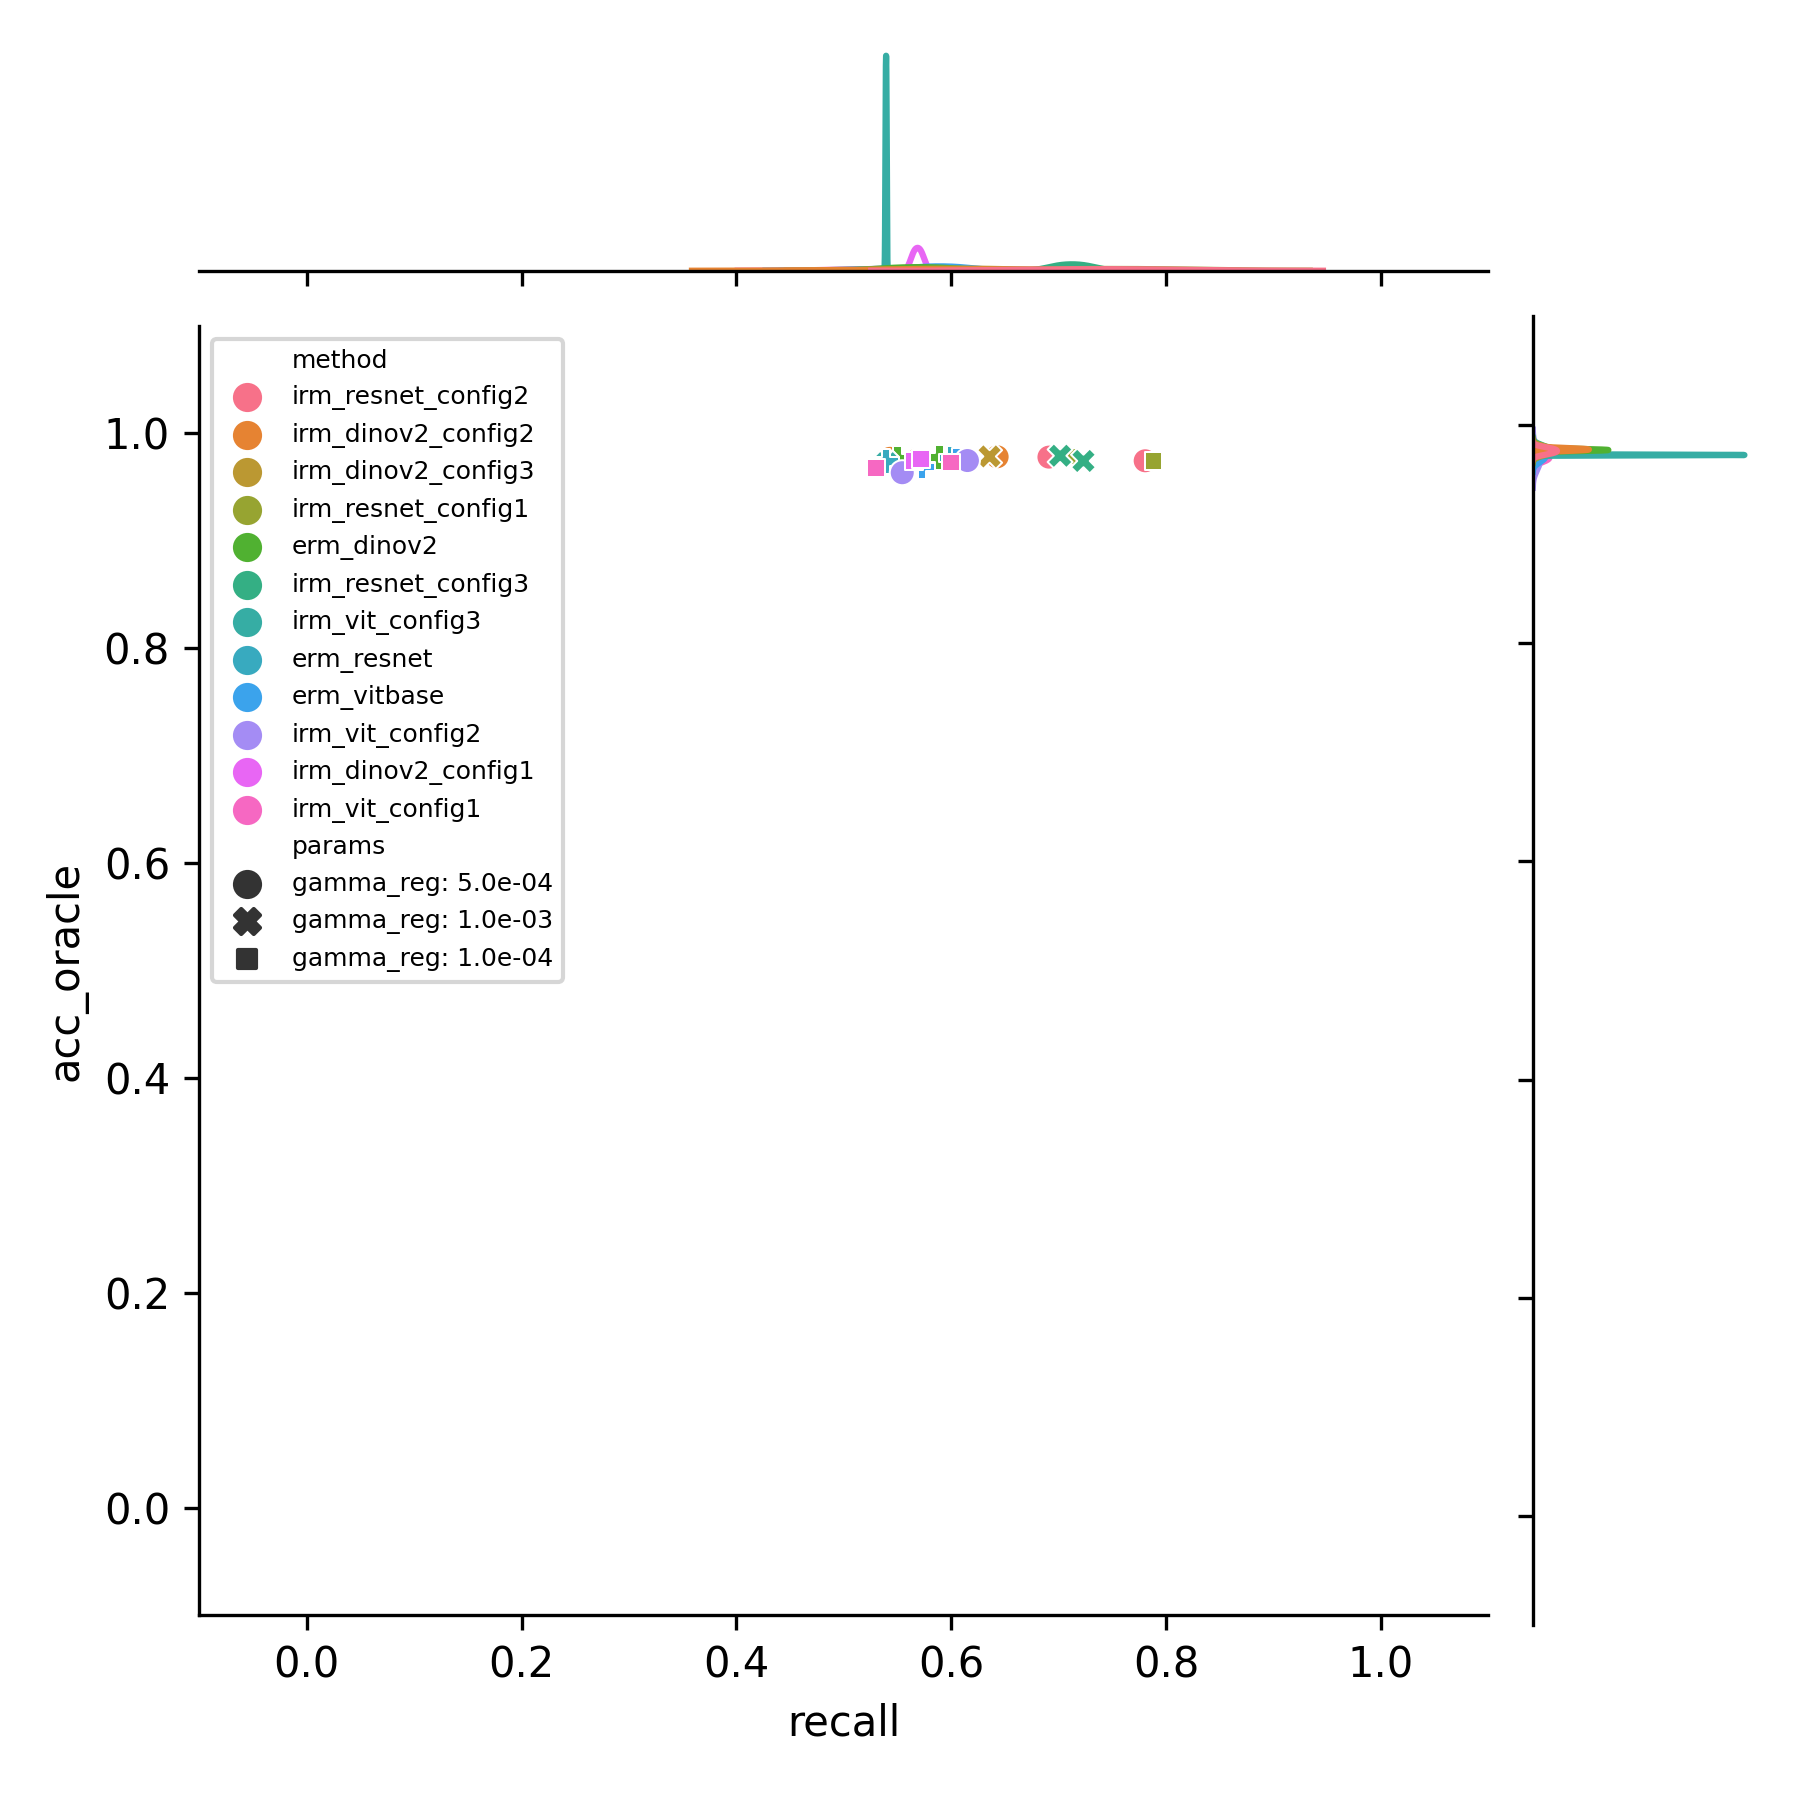 method
irm_resnet_config2
irm_dinov2_config2
irm_dinov2_config3
irm_resnet_config1
erm_dinov2
irm_resnet_config3
irm_vit_config3
erm_resnet
erm_vitbase
irm_vit_config2
irm_dinov2_config1
irm_vit_config1
params
gamma_reg: 5.0e-04
gamma_reg: 1.0e-03
gamma_reg: 1.0e-04
1.0
0.8
0.6
0.4
0.2
0.0
acc_oracle
0.0 0.2 0.4 0.6 0.8 1.0
recall